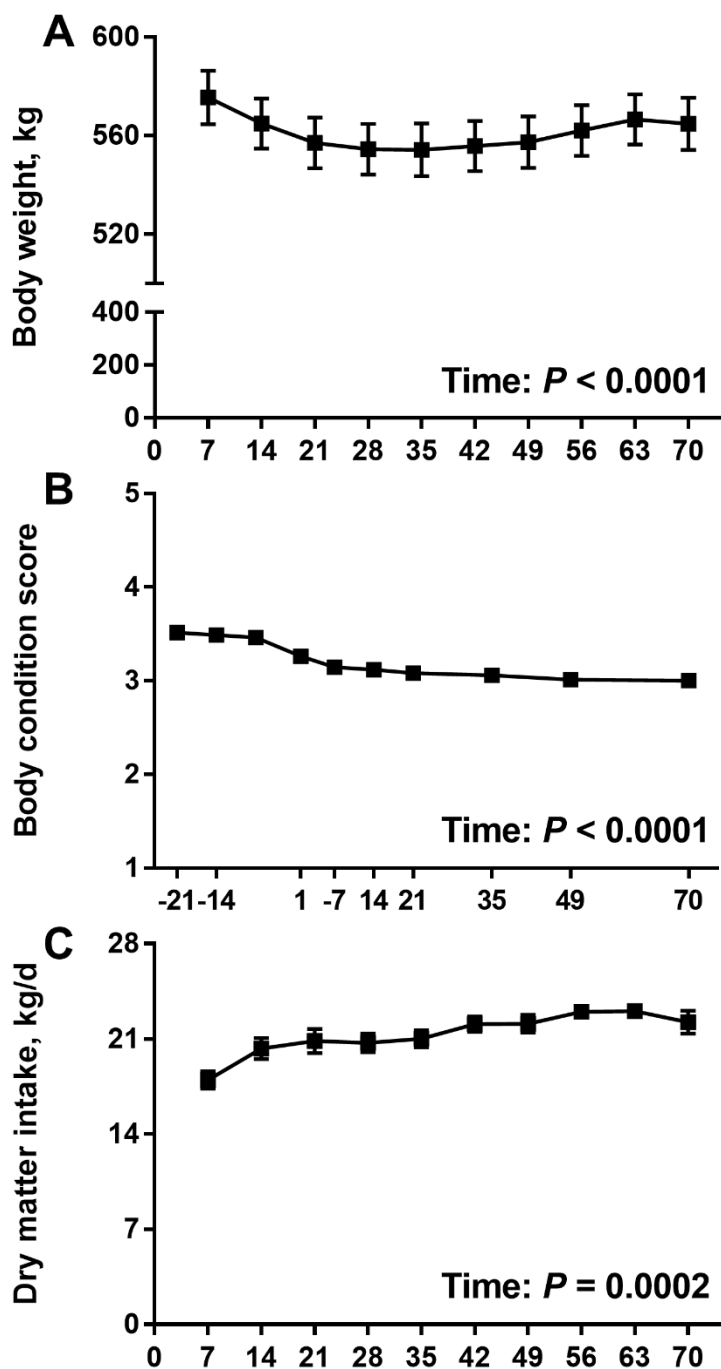 A
Body weight, kg
600
560
520
400
200
0
Time: P < 0.0001
0 7 14 21 28 35 42 49 56 63 70
B
Body condition score
5
4
3
2
1
Time: P < 0.0001
-21 -14 1 -7 14 21 35 49 70
C
Dry matter intake, kg/d
28
21
14
7
0
Time: P = 0.0002
0 7 14 21 28 35 42 49 56 63 70